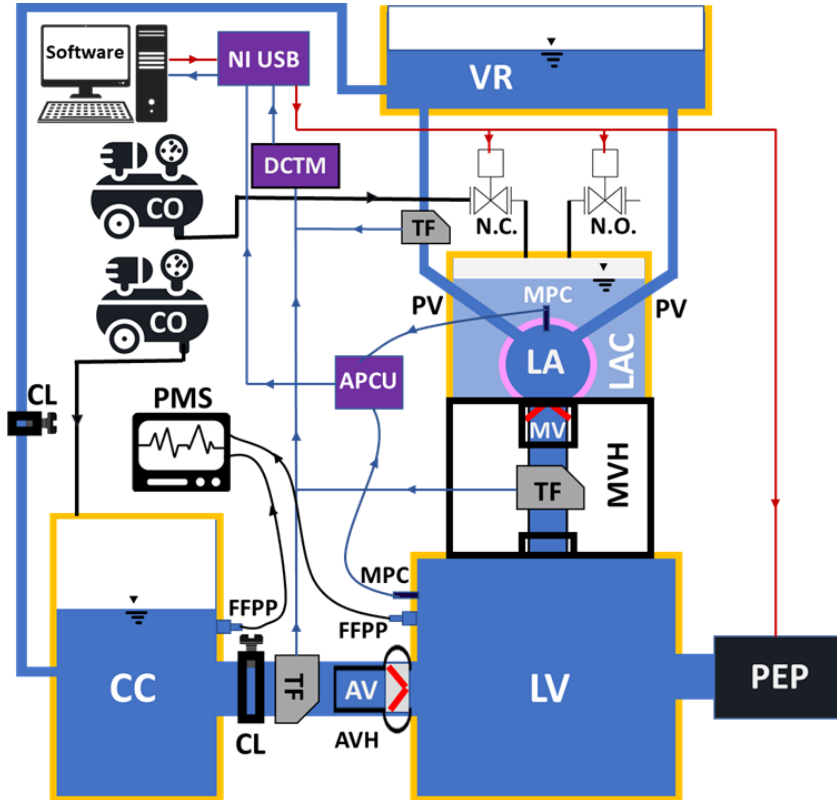 Software
NI USB
VR
DCTM
CO
TF
N.C.
N.O.
CO
PV
MPC
PV
LA
LAC
APCU
CL
PMS
MV
MVH
TF
MPC
FFPP
FFPP
CC
TF
AV
LV
PEP
CL
AVH